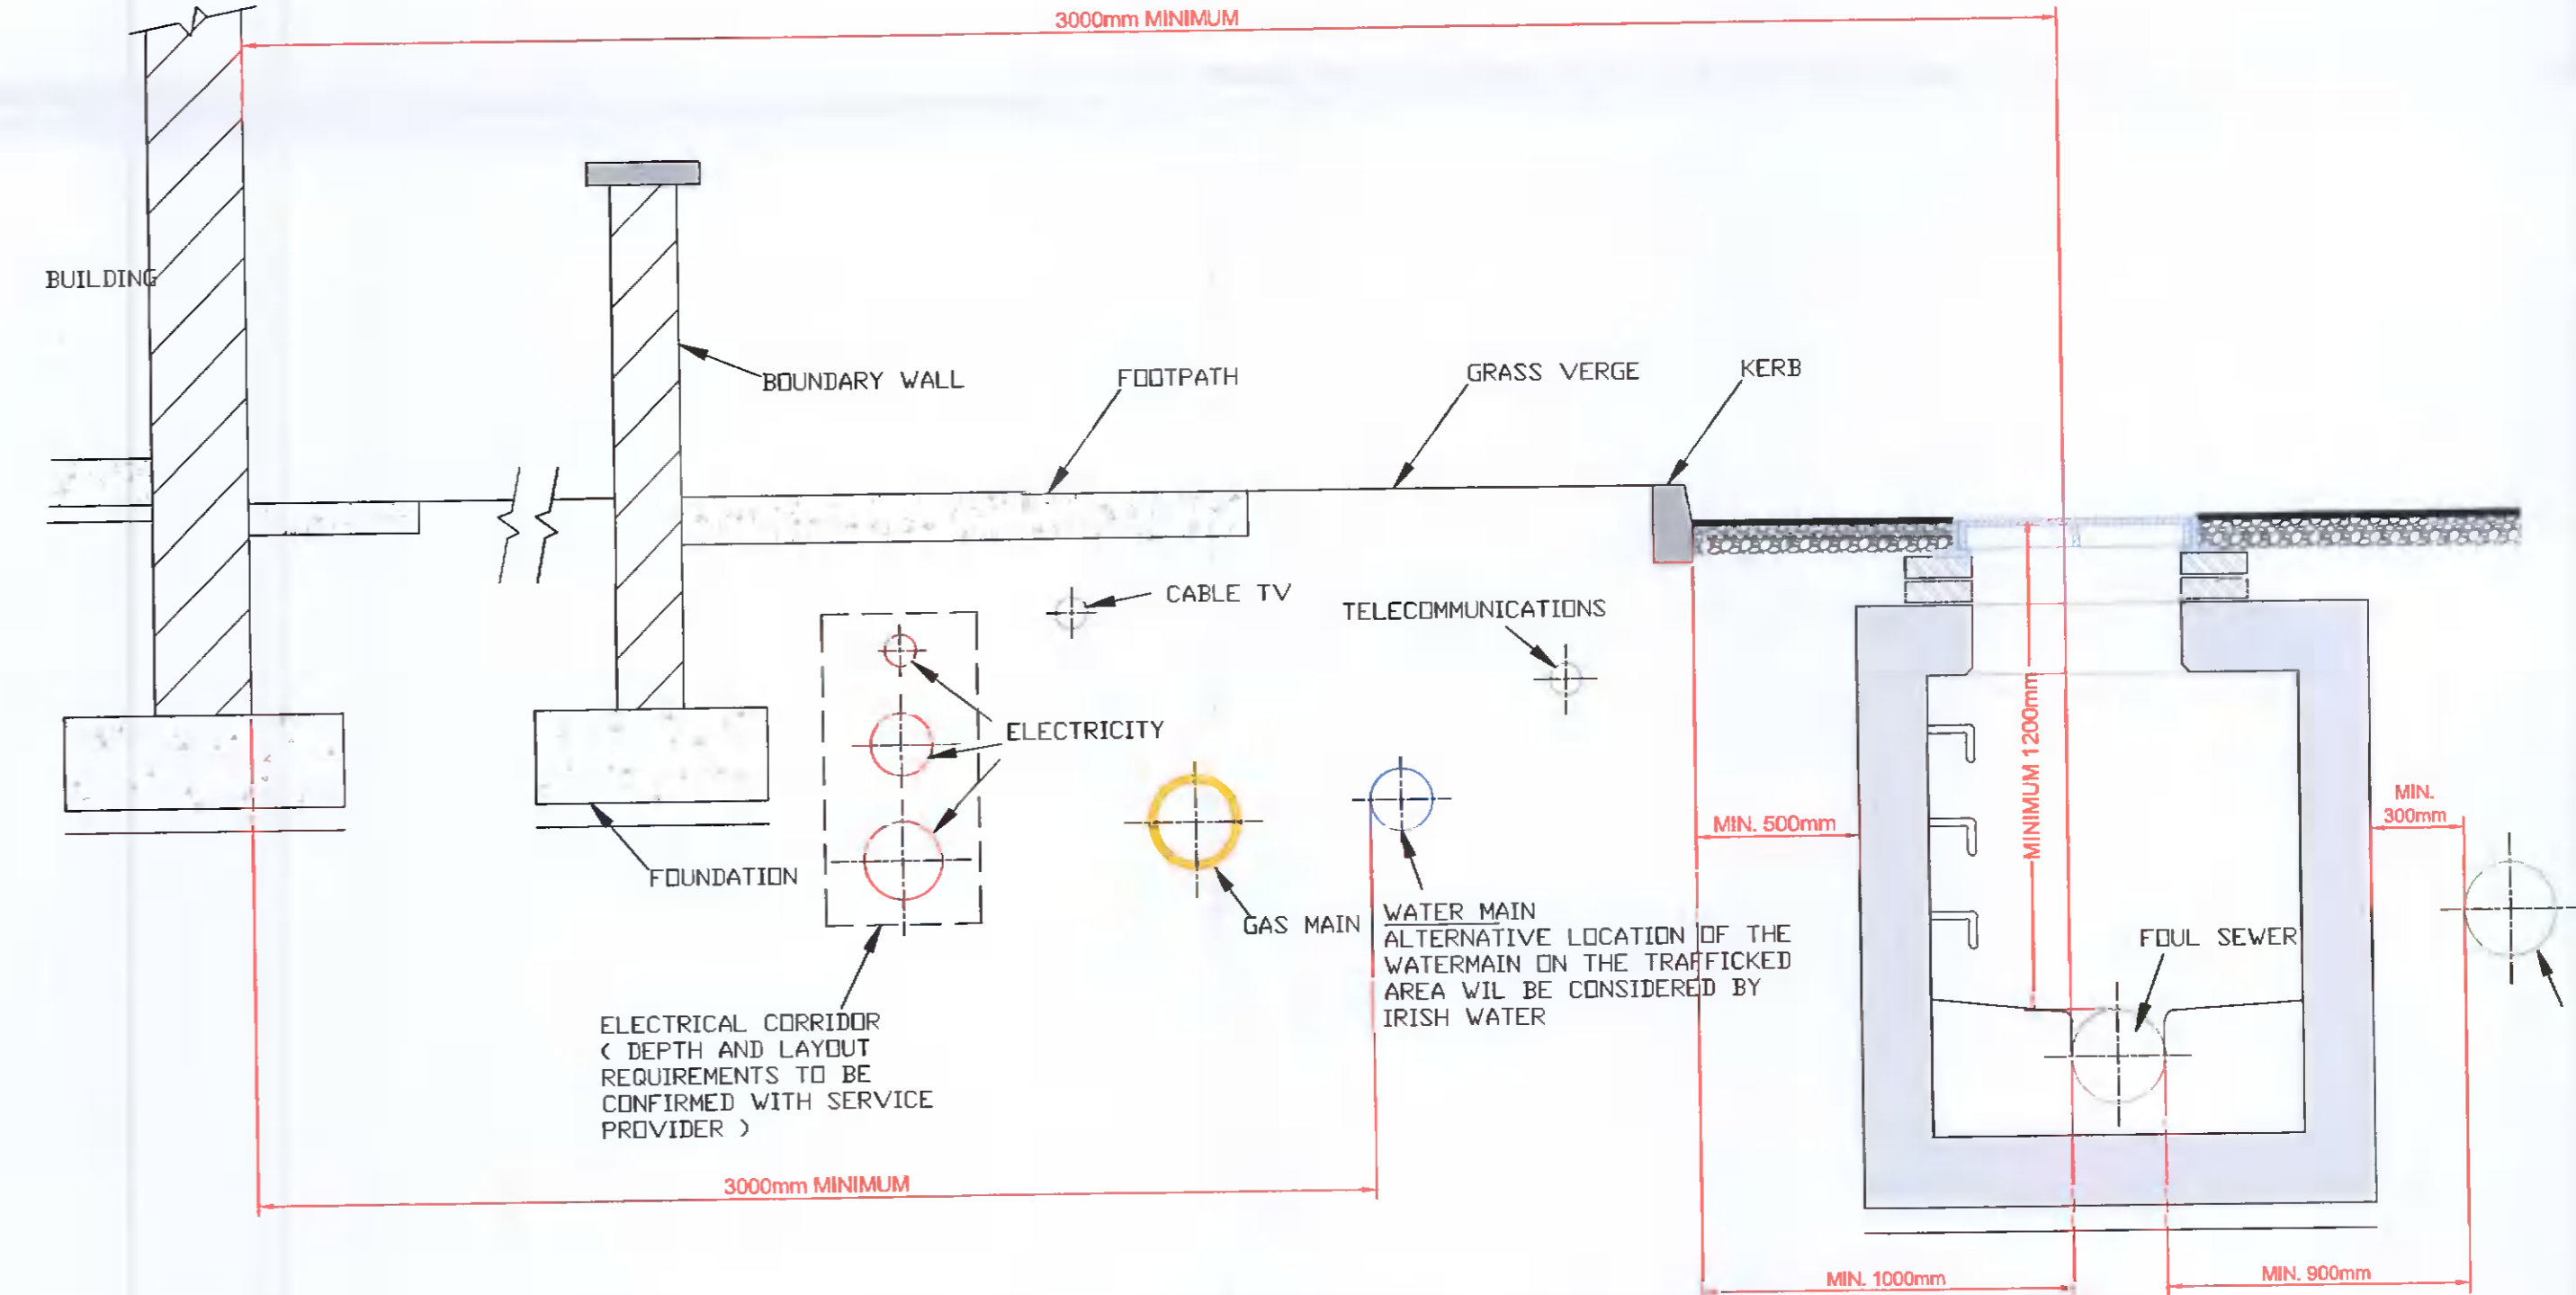 3000mm MINIMUM
BUILDING
BOUNDARY WALL
FOOTPATH
GRASS VERGE
KERB
CABLE TV
TELECOMMUNICATIONS
ELECTRICITY
MINIMUM 1200mm
MIN. 500mm
MIN.
300mm
FOUNDATION
GAS MAIN
WATER MAIN
ALTERNATIVE LOCATION OF THE
WATERMAIN ON THE TRAFFICKED
AREA WIL BE CONSIDERED BY
IRISH WATER
FOUL SEWER
ELECTRICAL CORRIDOR
( DEPTH AND LAYOUT
REQUIREMENTS TO BE
CONFIRMED WITH SERVICE
PROVIDER )
3000mm MINIMUM
MIN. 1000mm
MIN. 900mm